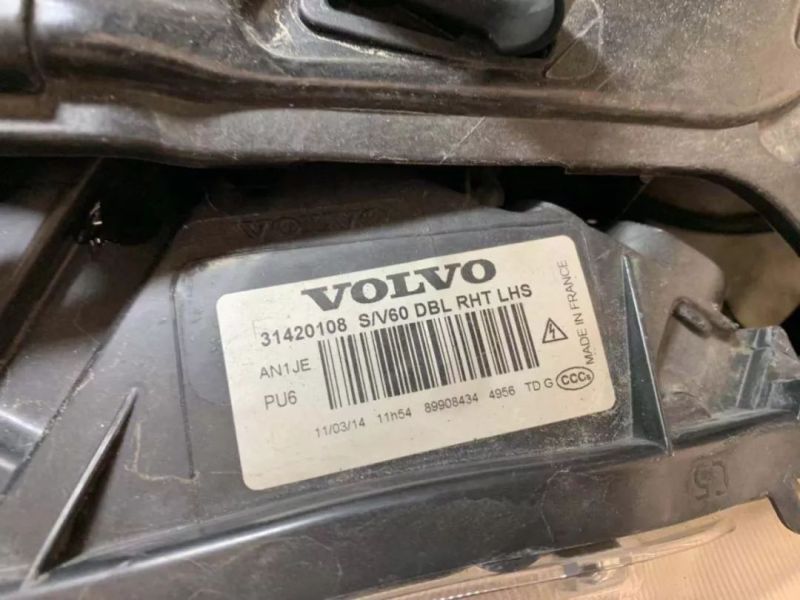 VOLVO
VOLVO
31420108 S/V60 DBL RHT LHS
AN1JE
PU6
11/03/14 11h54 89908434 4956 TD G
CCC
MADE IN FRANCE